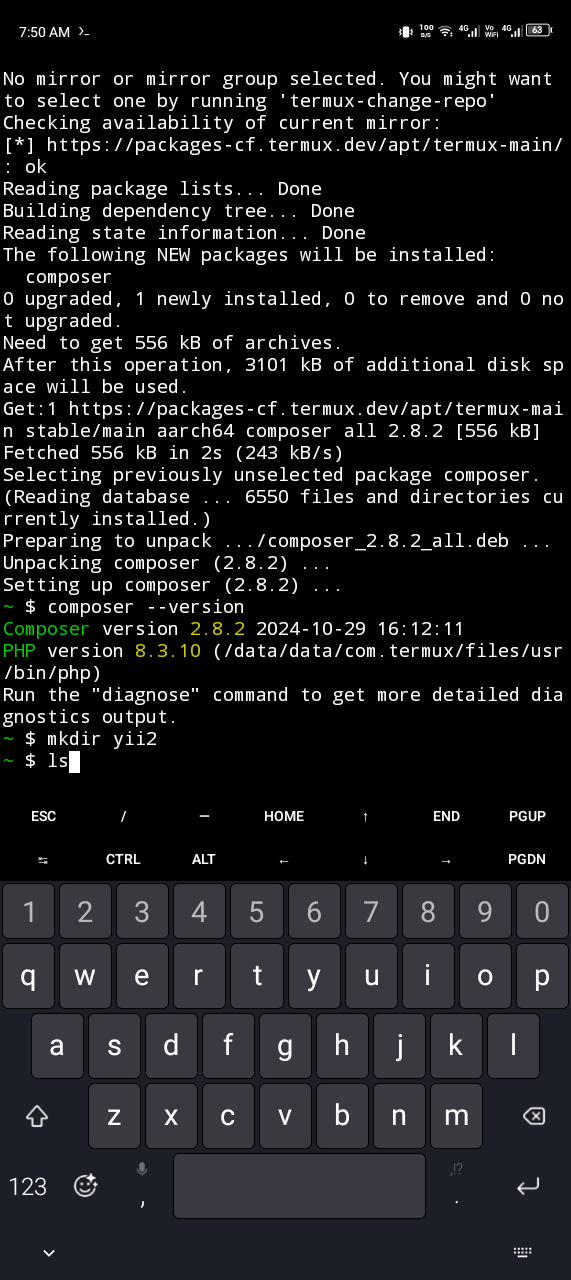 7:50 AM
100 B/S 4G Vo WiFi 4G 63
No mirror or mirror group selected. You might want
to select one by running 'termux-change-repo'
Checking availability of current mirror:
[*] https://packages-cf.termux.dev/apt/termux-main/
: ok
Reading package lists... Done
Building dependency tree... Done
Reading state information... Done
The following NEW packages will be installed:
  composer
0 upgraded, 1 newly installed, 0 to remove and 0 no
t upgraded.
Need to get 556 kB of archives.
After this operation, 3101 kB of additional disk sp
ace will be used.
Get:1 https://packages-cf.termux.dev/apt/termux-mai
n stable/main aarch64 composer all 2.8.2 [556 kB]
Fetched 556 kB in 2s (243 kB/s)
Selecting previously unselected package composer.
(Reading database ... 6550 files and directories cu
rrently installed.)
Preparing to unpack .../composer_2.8.2_all.deb ...
Unpacking composer (2.8.2) ...
Setting up composer (2.8.2) ...
~ $ composer --version
Composer version 2.8.2 2024-10-29 16:12:11
PHP version 8.3.10 (/data/data/com.termux/files/usr
/bin/php)
Run the "diagnose" command to get more detailed dia
gnostics output.
~ $ mkdir yii2
~ $ ls
ESC / — HOME ↑ END PGUP
↹ CTRL ALT ← ↓ → PGDN
1 2 3 4 5 6 7 8 9 0
q w e r t y u i o p
a s d f g h j k l
z x c v b n m
123 , ,!? .